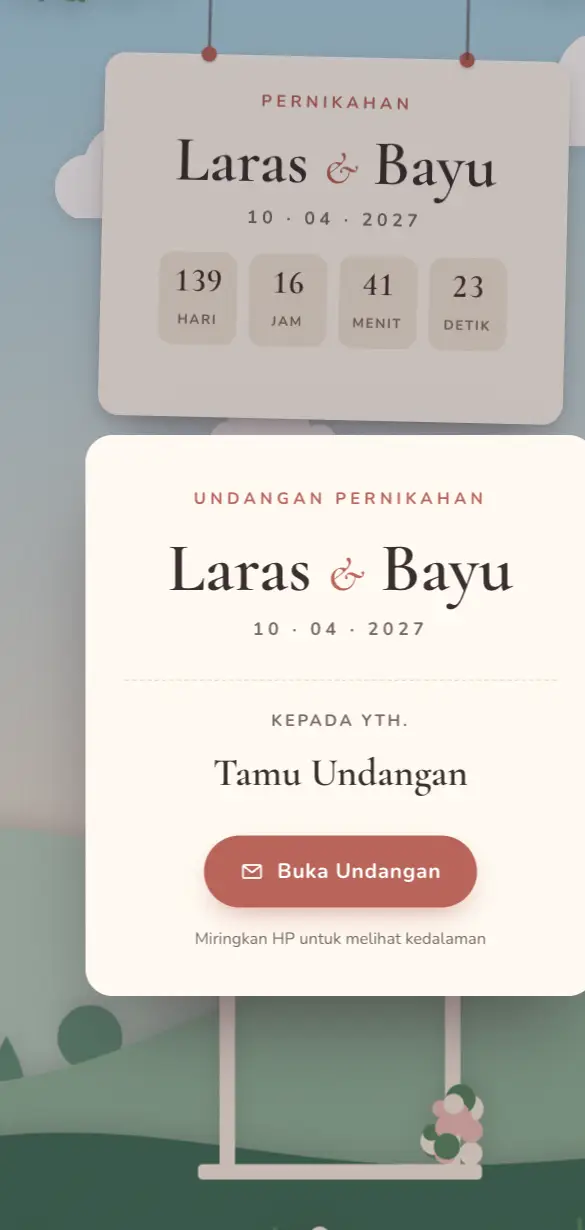 PERNIKAHAN
Laras & Bayu
10 · 04 · 2027
139 16 41 23
HARI JAM MENIT DETIK
UNDANGAN PERNIKAHAN
Laras & Bayu
10 · 04 · 2027
KEPADA YTH.
Tamu Undangan
Buka Undangan
Miringkan HP untuk melihat kedalaman